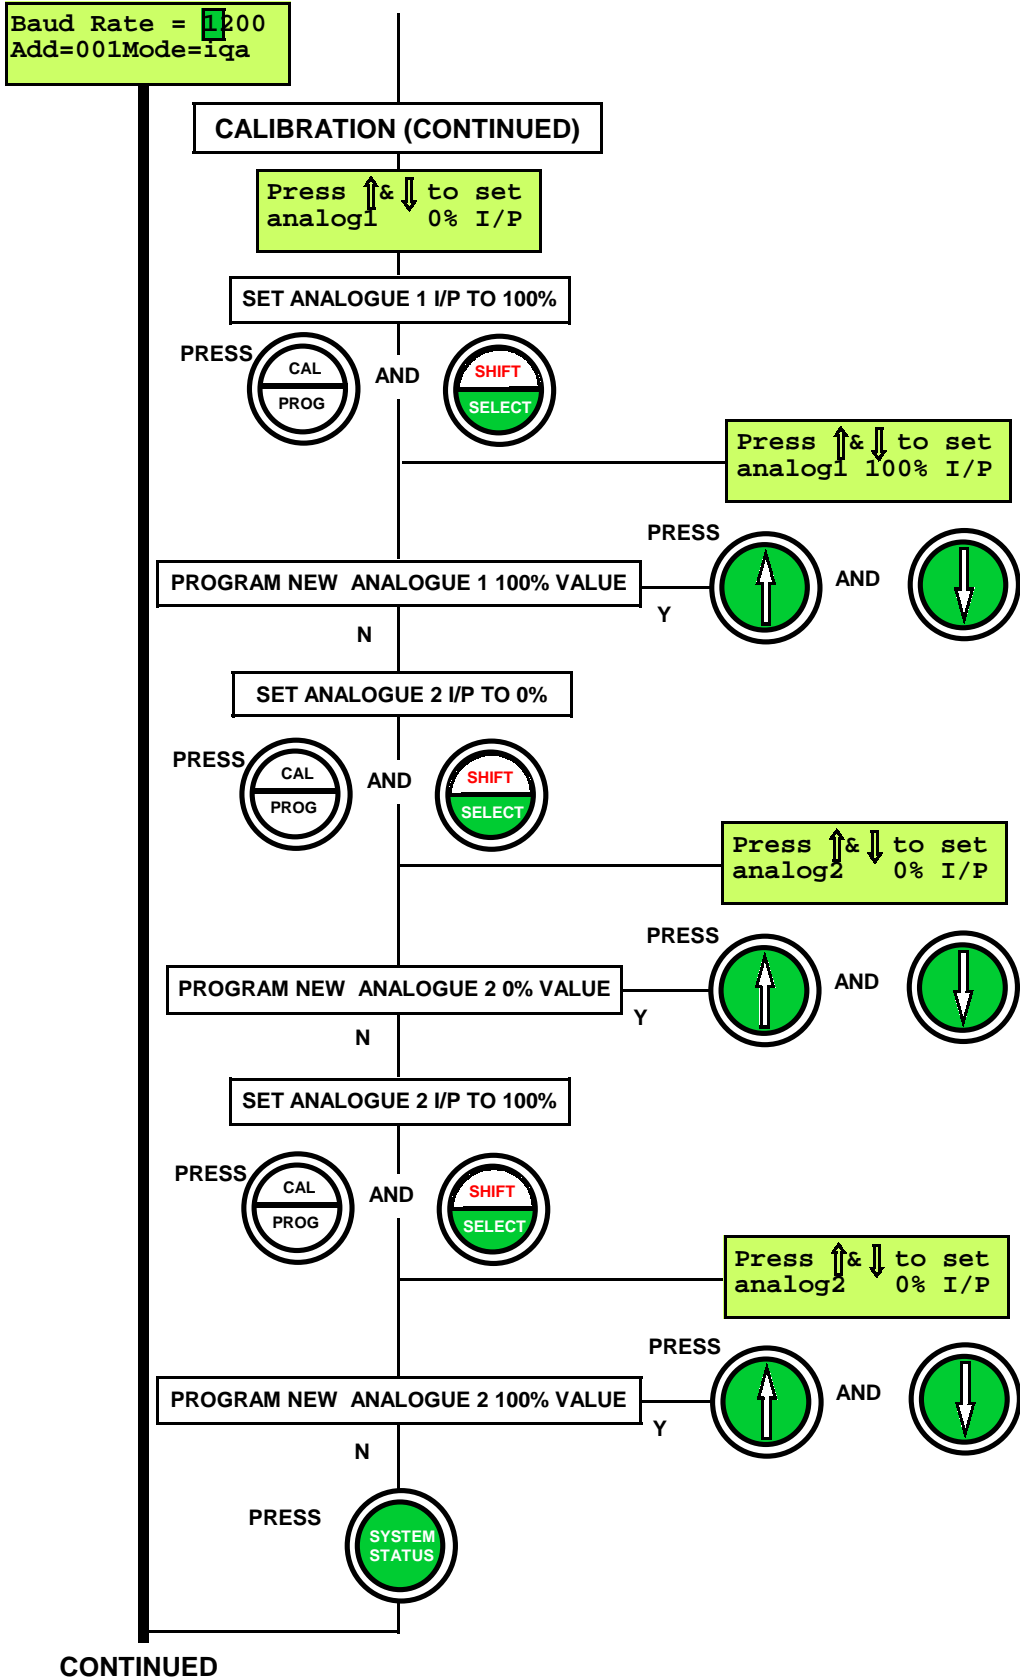 Baud Rate = 1200
Add=001Mode=iqa
CALIBRATION (CONTINUED)
Press ⇧&⇩ to set
analog1 0% I/P
SET ANALOGUE 1 I/P TO 100%
PRESS
CAL
PROG
AND
SHIFT
SELECT
Press ⇧&⇩ to set
analog1 100% I/P
PRESS
AND
PROGRAM NEW ANALOGUE 1 100% VALUE
Y
N
SET ANALOGUE 2 I/P TO 0%
PRESS
CAL
PROG
AND
SHIFT
SELECT
Press ⇧&⇩ to set
analog2 0% I/P
PRESS
AND
PROGRAM NEW ANALOGUE 2 0% VALUE
Y
N
SET ANALOGUE 2 I/P TO 100%
PRESS
CAL
PROG
AND
SHIFT
SELECT
Press ⇧&⇩ to set
analog2 0% I/P
PRESS
AND
PROGRAM NEW ANALOGUE 2 100% VALUE
Y
N
PRESS
SYSTEM
STATUS
CONTINUED